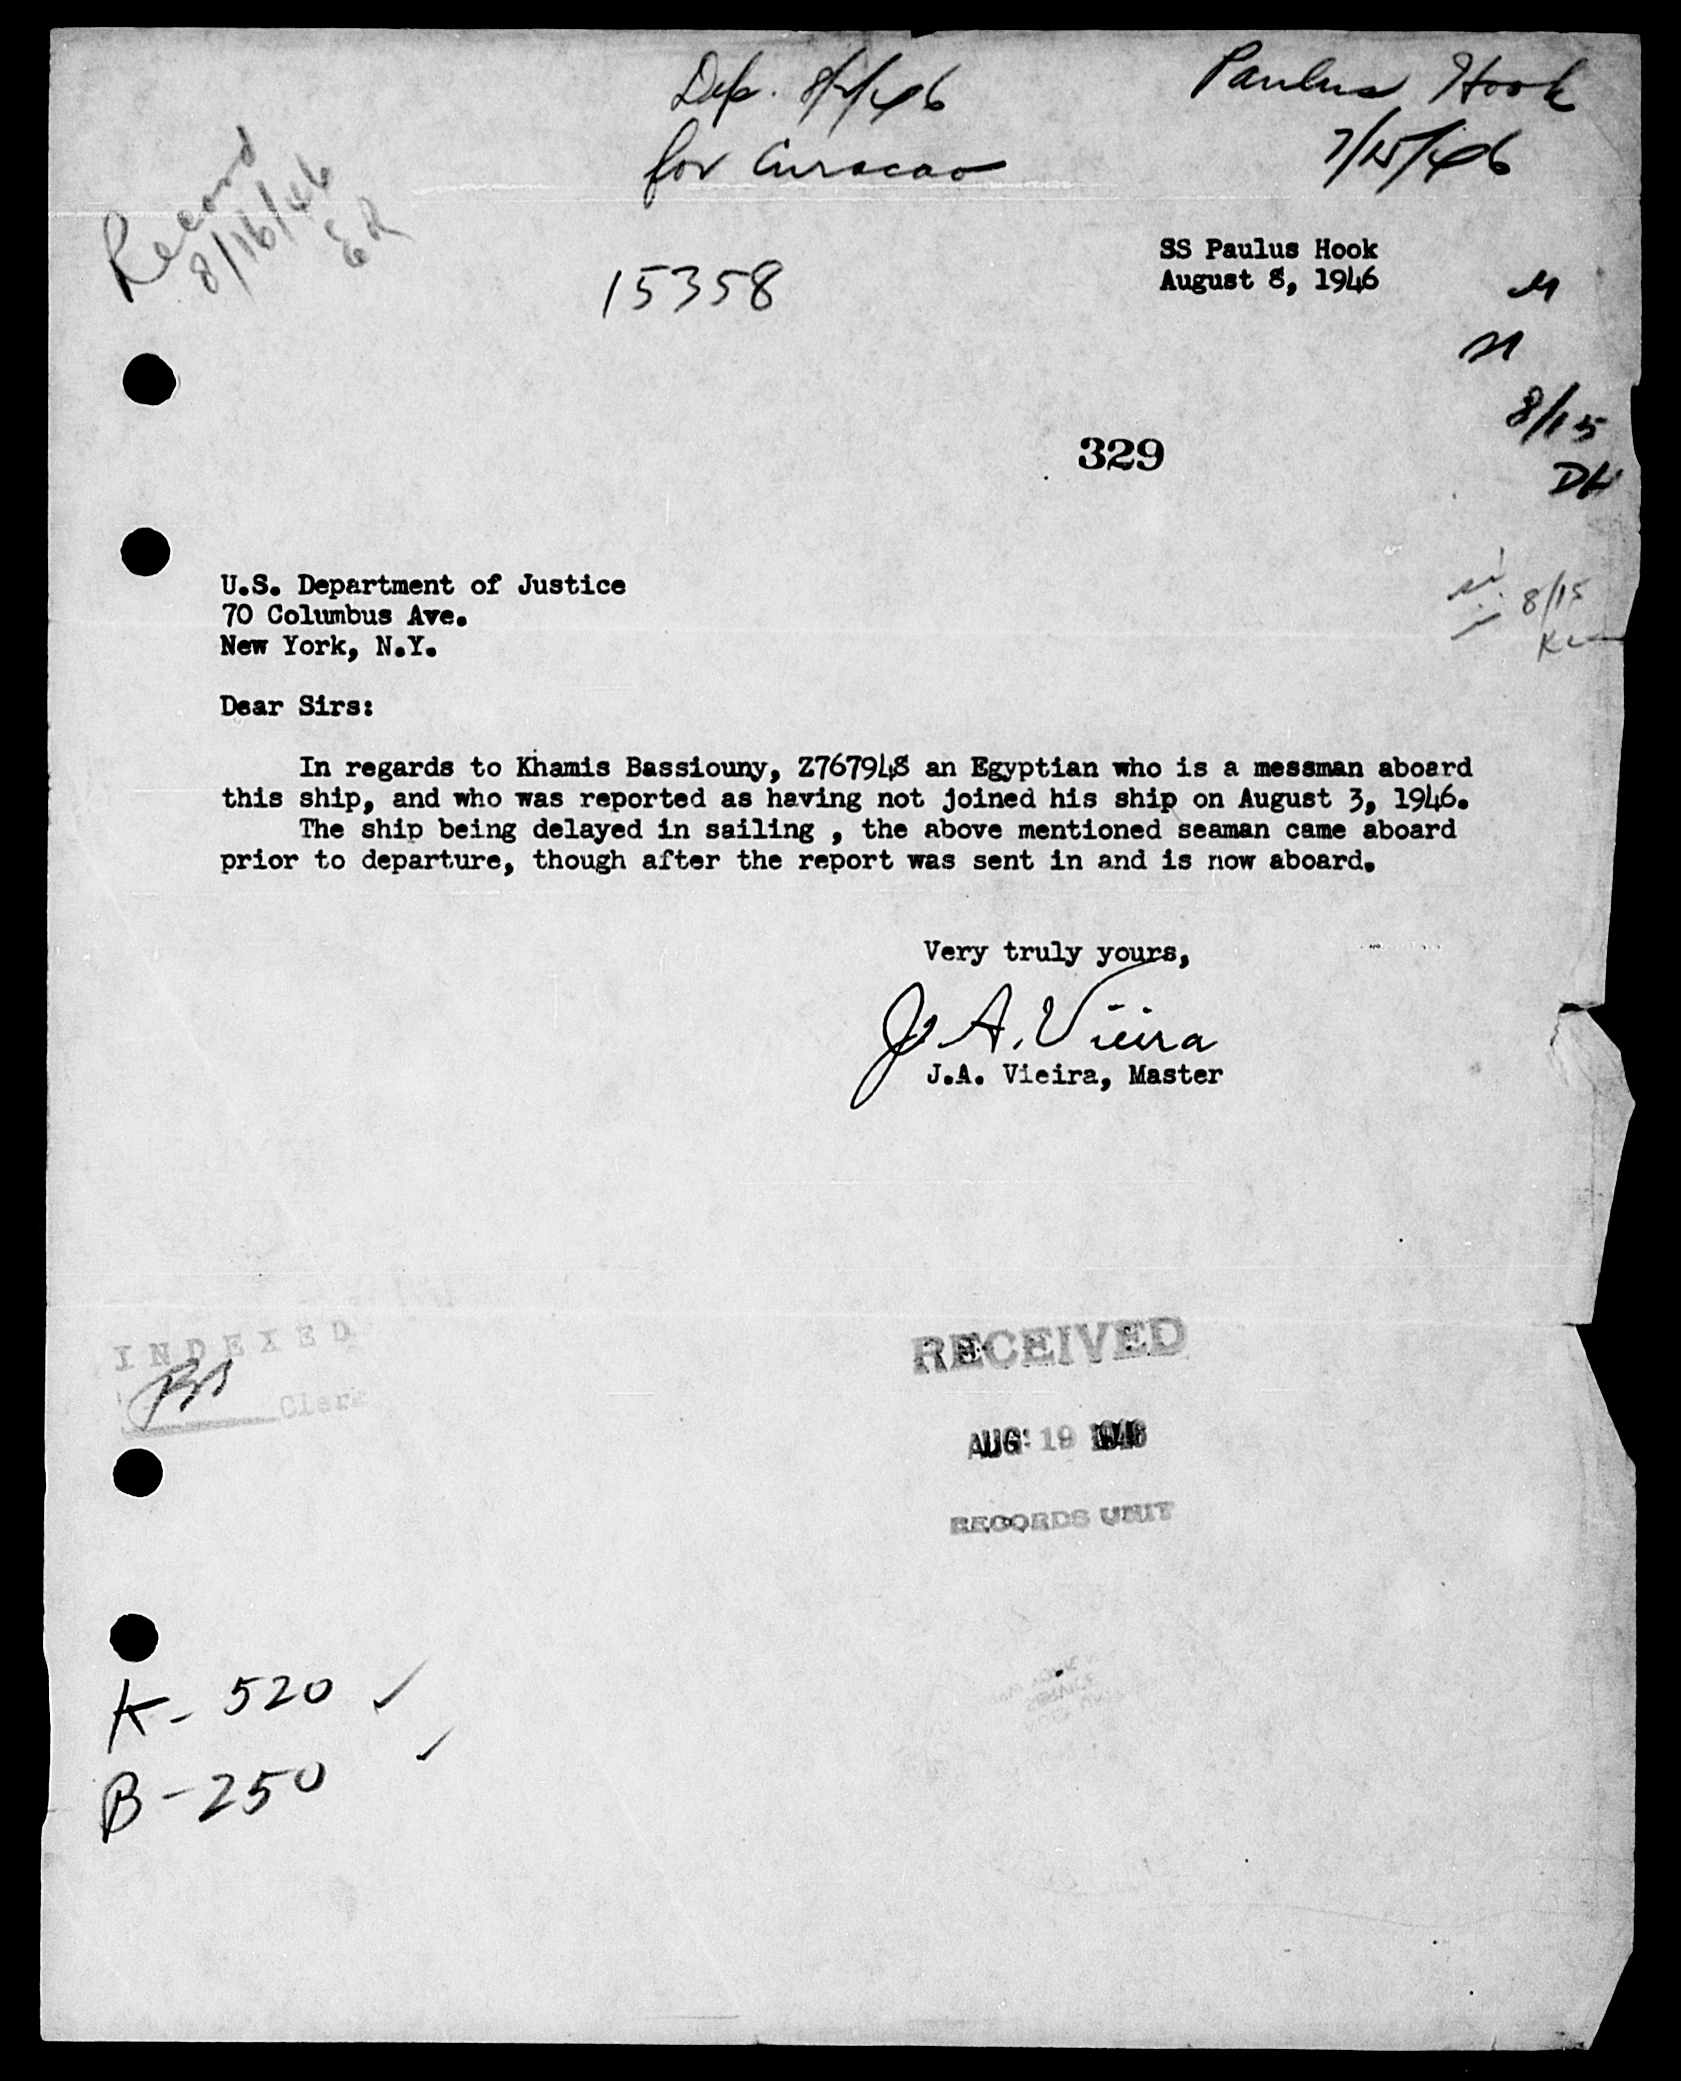 Dep. 8/2/46
for Curacao
Paulus Hook
7/15/46
Record
8/16/46
ER
15358
SS Paulus Hook
August 8, 1946
8/15
DH
329
U.S. Department of Justice
70 Columbus Ave.
New York, N.Y.
8/15
Dear Sirs:
In regards to Khamis Bassiouny, Z767948 an Egyptian who is a messman aboard
this ship, and who was reported as having not joined his ship on August 3, 1946.
The ship being delayed in sailing , the above mentioned seaman came aboard
prior to departure, though after the report was sent in and is now aboard.
Very truly yours,
J. A. Vieira
J.A. Vieira, Master
INDEXED
Clerk
RECEIVED
AUG 19 1946
RECORDS UNIT
K- 520 ✓
B-250 ✓